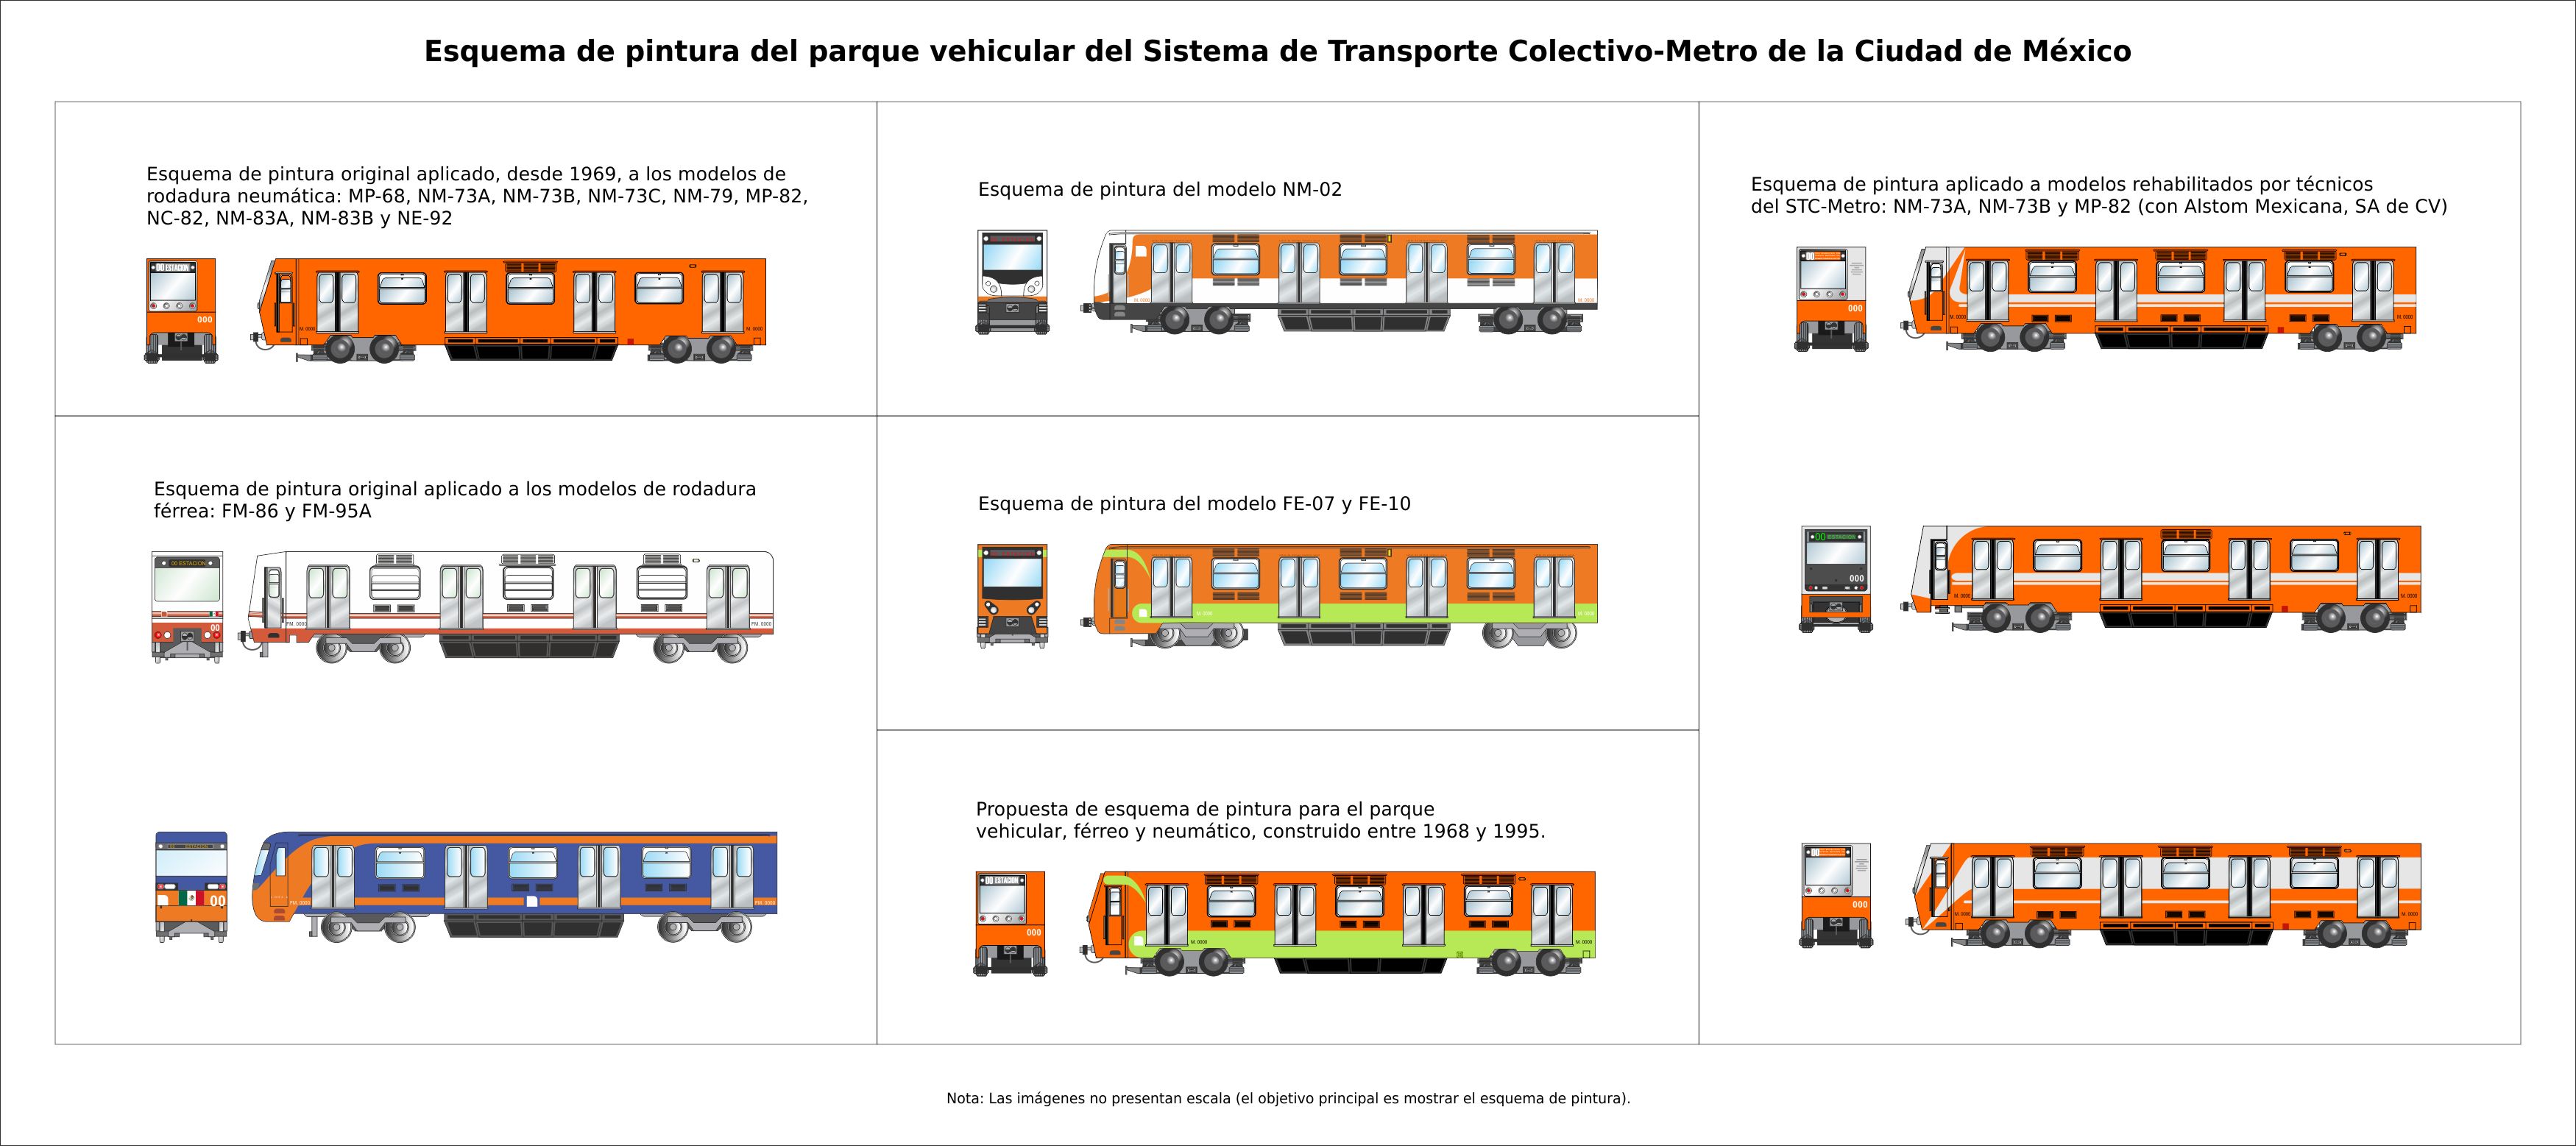 Esquema de pintura del parque vehicular del Sistema de Transporte Colectivo-Metro de la Ciudad de México
Esquema de pintura original aplicado, desde 1969, a los modelos de
rodadura neumática: MP-68, NM-73A, NM-73B, NM-73C, NM-79, MP-82,
NC-82, NM-83A, NM-83B y NE-92
00 ESTACION
000
M. 0000
M. 0000
Esquema de pintura original aplicado a los modelos de rodadura
férrea: FM-86 y FM-95A
00 ESTACION
00
FM. 0000
FM. 0000
00 ESTACION
00
FM. 0000
FM. 0000
Esquema de pintura del modelo NM-02
M. 0000
M. 0000
Esquema de pintura del modelo FE-07 y FE-10
M. 0000
M. 0000
Propuesta de esquema de pintura para el parque
vehicular, férreo y neumático, construido entre 1968 y 1995.
00 ESTACION
000
M. 0000
M. 0000
Esquema de pintura aplicado a modelos rehabilitados por técnicos
del STC-Metro: NM-73A, NM-73B y MP-82 (con Alstom Mexicana, SA de CV)
00
000
M. 0000
M. 0000
00 ESTACION
000
M. 0000
M. 0000
00
000
M. 0000
M. 0000
Nota: Las imágenes no presentan escala (el objetivo principal es mostrar el esquema de pintura).